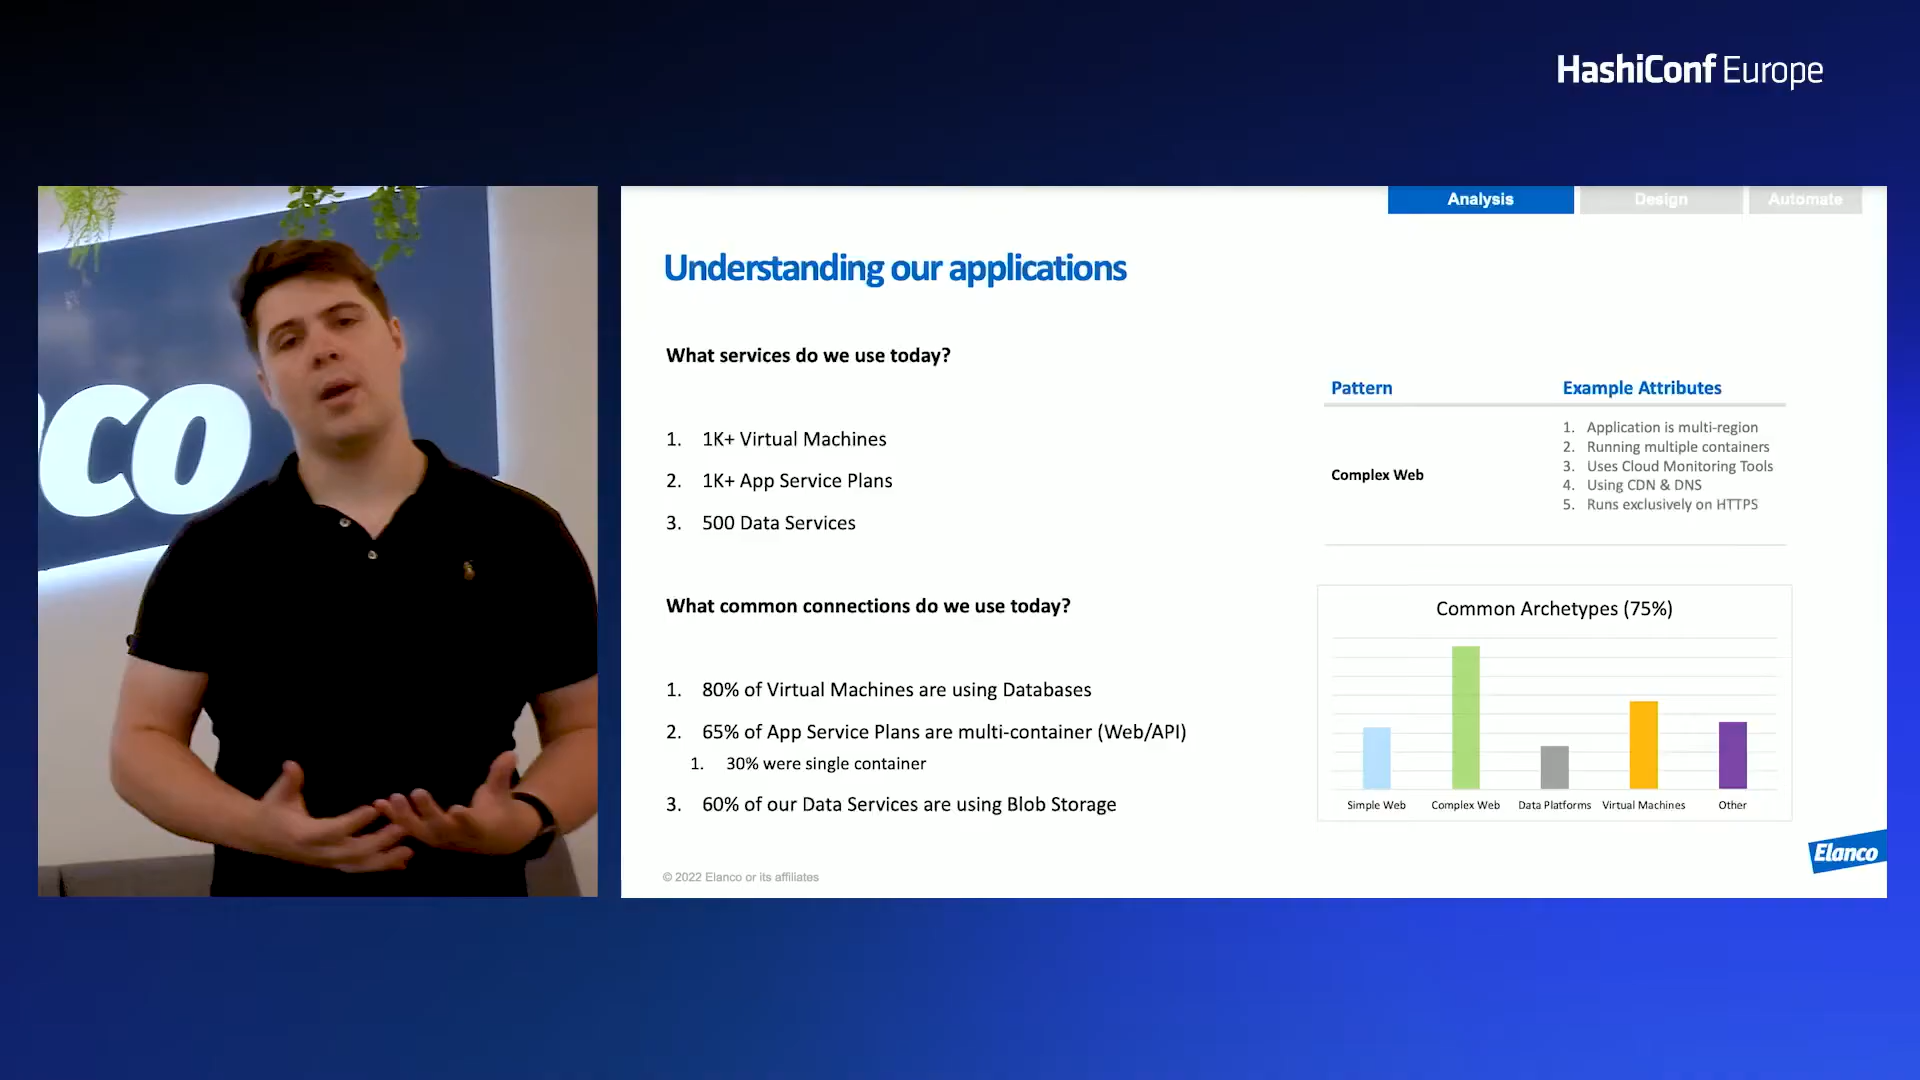 HashiConf Europe
Analysis
Design
Automate
Understanding our applications
What services do we use today?
1. 1K+ Virtual Machines
2. 1K+ App Service Plans
3. 500 Data Services
What common connections do we use today?
1. 80% of Virtual Machines are using Databases
2. 65% of App Service Plans are multi-container (Web/API)
1. 30% were single container
3. 60% of our Data Services are using Blob Storage
Pattern
Example Attributes
Complex Web
1. Application is multi-region
2. Running multiple containers
3. Uses Cloud Monitoring Tools
4. Using CDN & DNS
5. Runs exclusively on HTTPS
Common Archetypes (75%)
Simple Web
Complex Web
Data Platforms
Virtual Machines
Other
© 2022 Elanco or its affiliates
Elanco
co